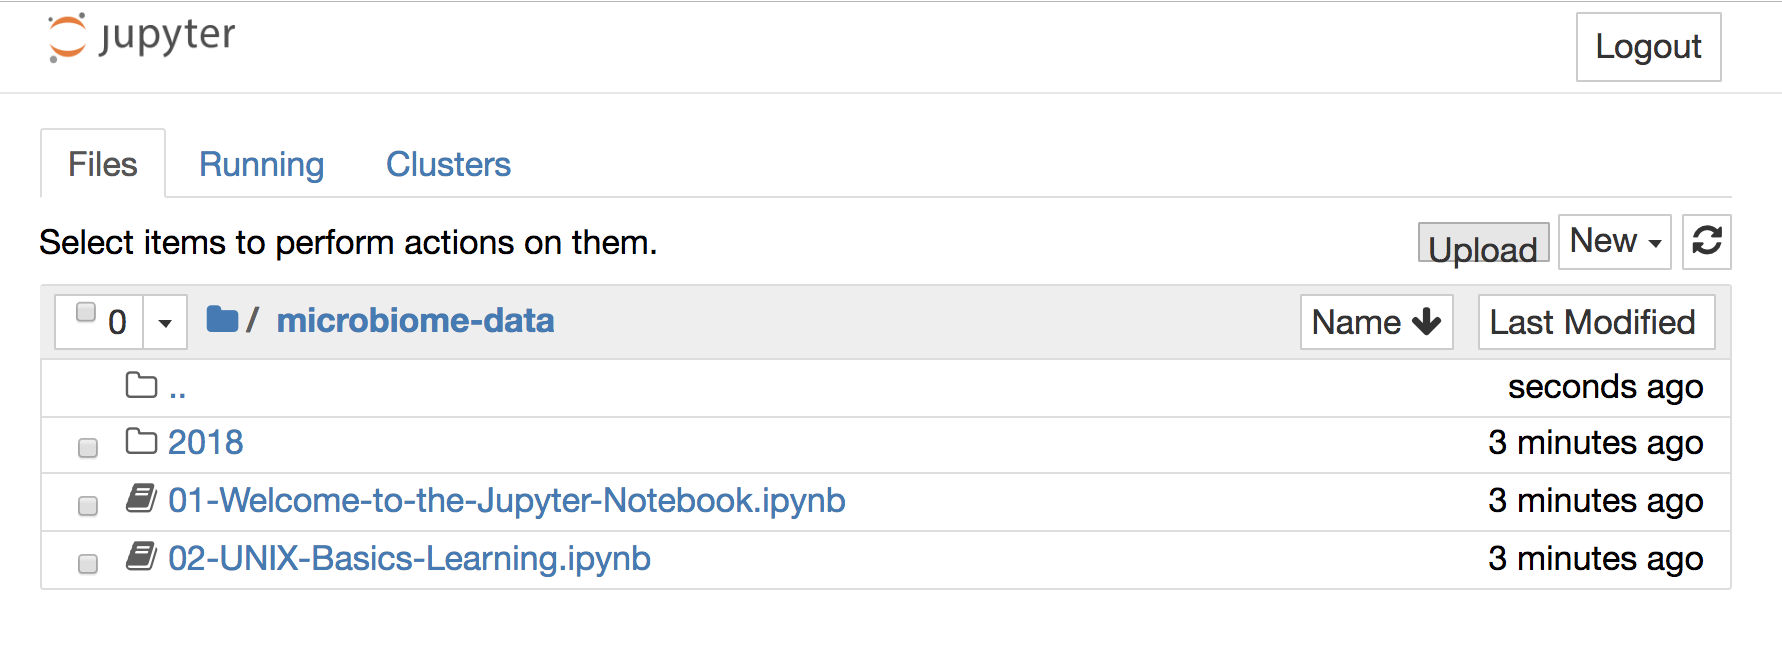 jupyter
Logout
Files Running Clusters
Select items to perform actions on them.
Upload New
0 / microbiome-data Name Last Modified
.. seconds ago
2018 3 minutes ago
01-Welcome-to-the-Jupyter-Notebook.ipynb 3 minutes ago
02-UNIX-Basics-Learning.ipynb 3 minutes ago